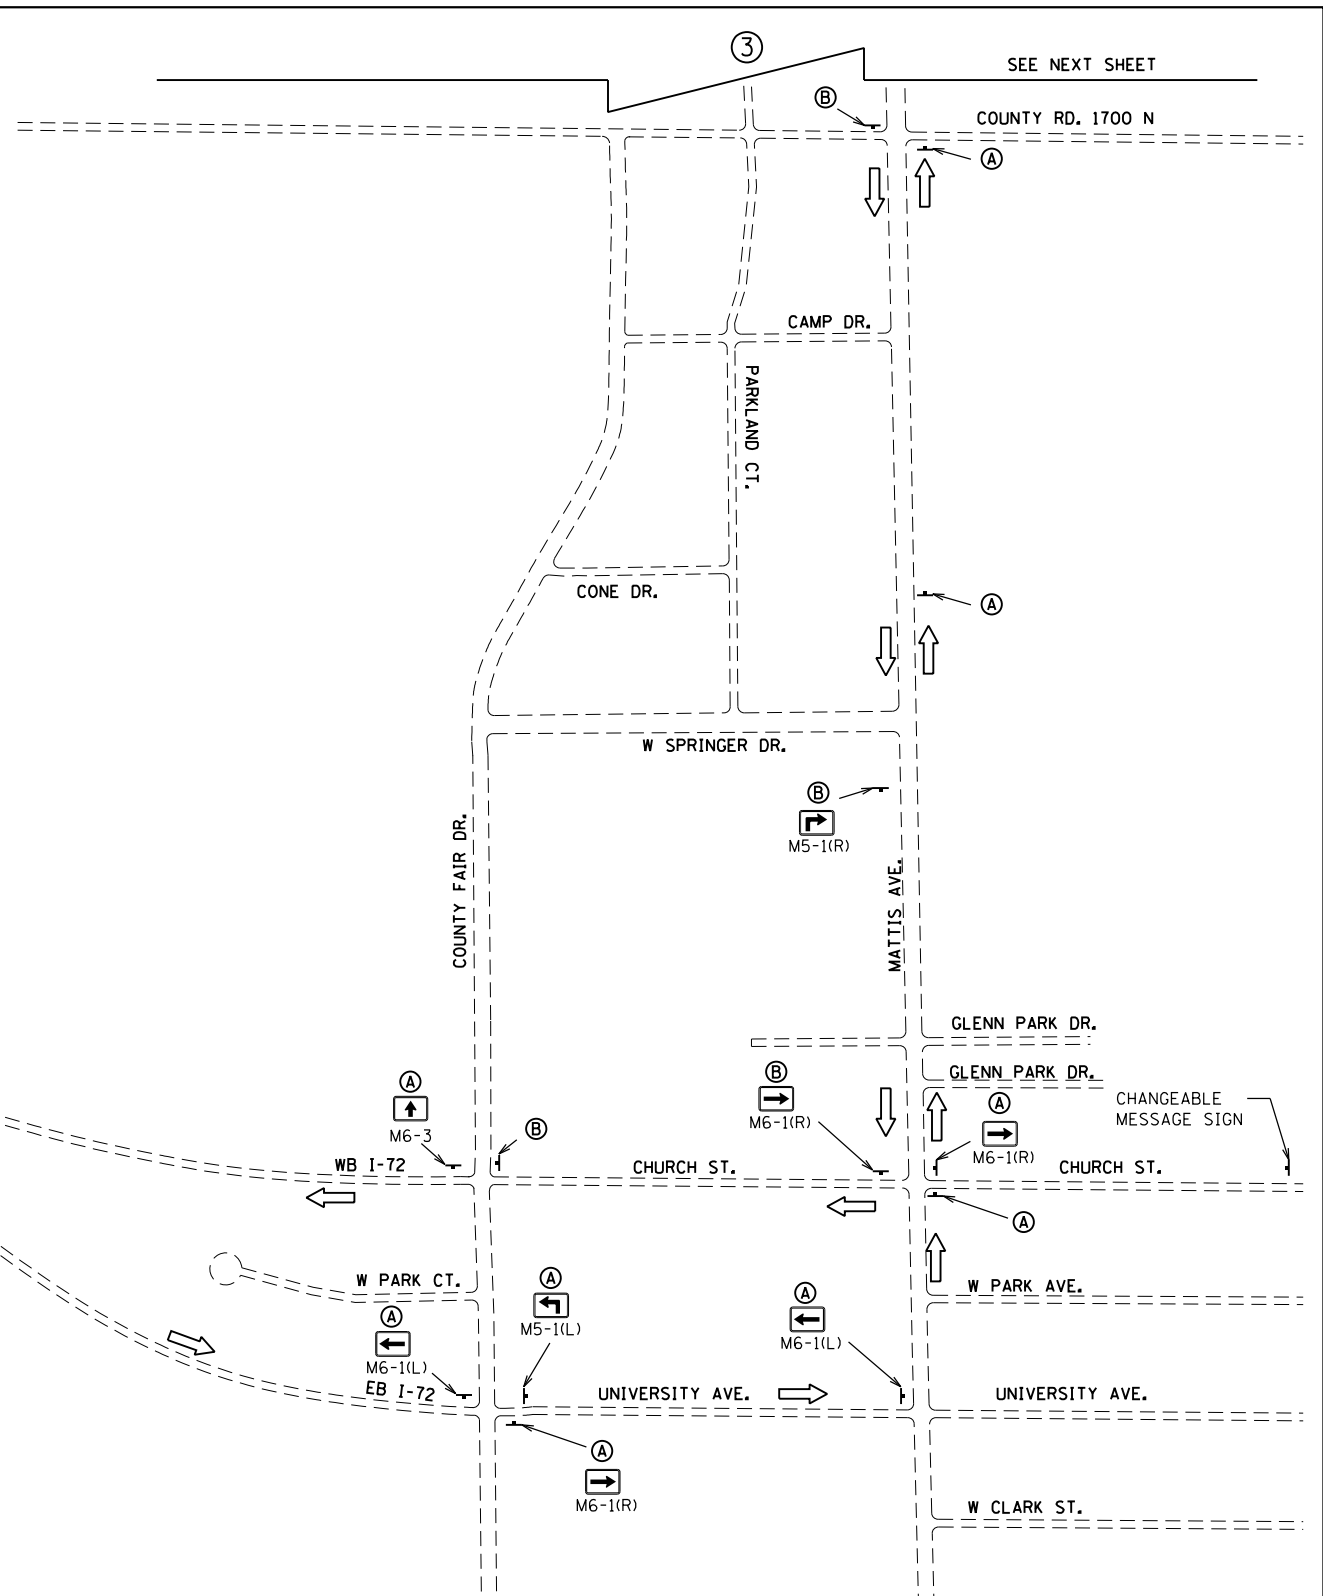 3
SEE NEXT SHEET
B
COUNTY RD. 1700 N
A
CAMP DR.
PARKLAND CT.
CONE DR.
A
W SPRINGER DR.
B
M5-1(R)
COUNTY FAIR DR.
MATTIS AVE.
GLENN PARK DR.
GLENN PARK DR.
A
M6-3
B
B
M6-1(R)
A
M6-1(R)
CHANGEABLE
MESSAGE SIGN
WB I-72
CHURCH ST.
CHURCH ST.
A
W PARK CT.
A
M5-1(L)
A
M6-1(L)
W PARK AVE.
A
M6-1(L)
EB I-72
UNIVERSITY AVE.
UNIVERSITY AVE.
A
M6-1(R)
W CLARK ST.